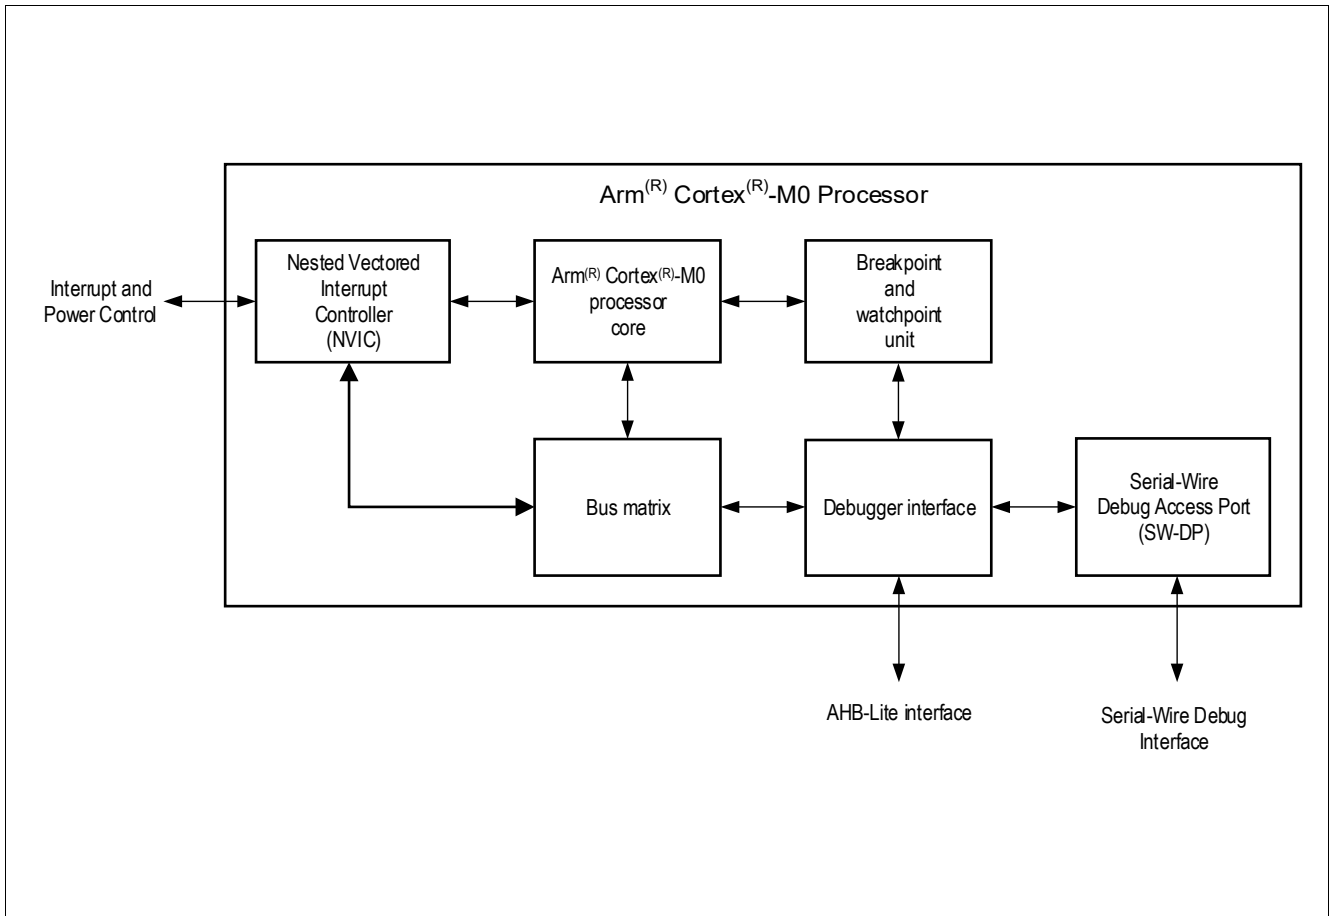 Arm(R) Cortex(R)-M0 Processor
Interrupt and
Power Control
Nested Vectored
Interrupt
Controller
(NVIC)
Arm(R) Cortex(R)-M0
processor
core
Breakpoint
and
watchpoint
unit
Bus matrix
Debugger interface
Serial-Wire
Debug Access Port
(SW-DP)
AHB-Lite interface
Serial-Wire Debug
Interface